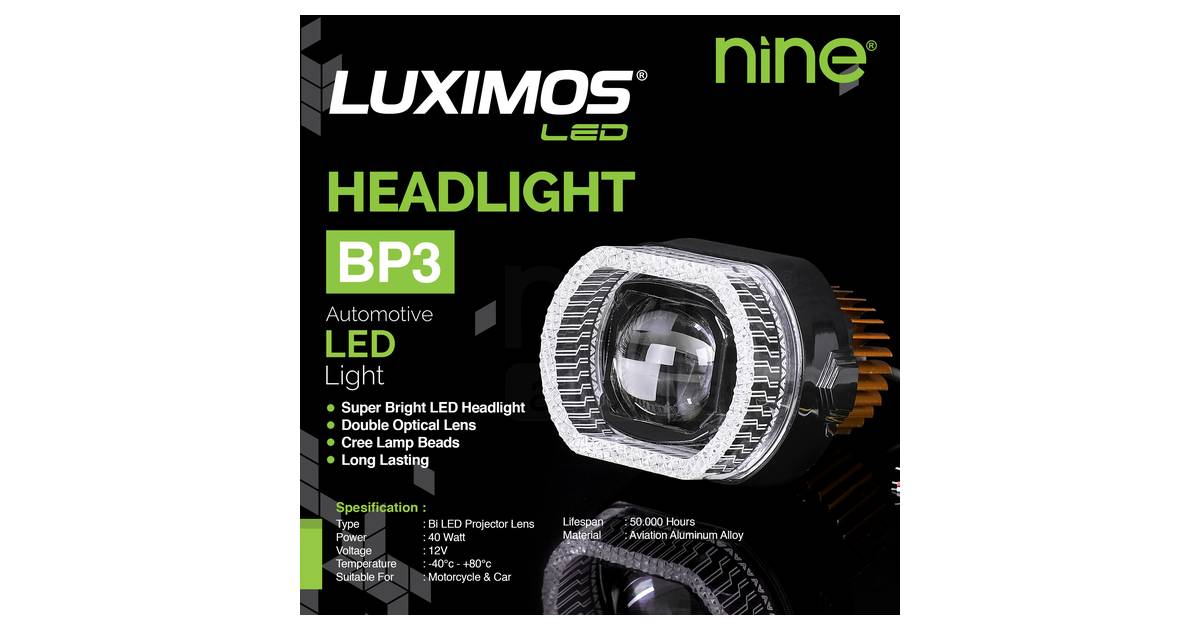 nine®
LUXIMOS®
LED
HEADLIGHT
BP3
Automotive
LED
Light
Super Bright LED Headlight
Double Optical Lens
Cree Lamp Beads
Long Lasting
Spesification :
Type : Bi LED Projector Lens
Power : 40 Watt
Voltage : 12V
Temperature : -40°c - +80°c
Suitable For : Motorcycle & Car
Lifespan : 50.000 Hours
Material : Aviation Aluminum Alloy